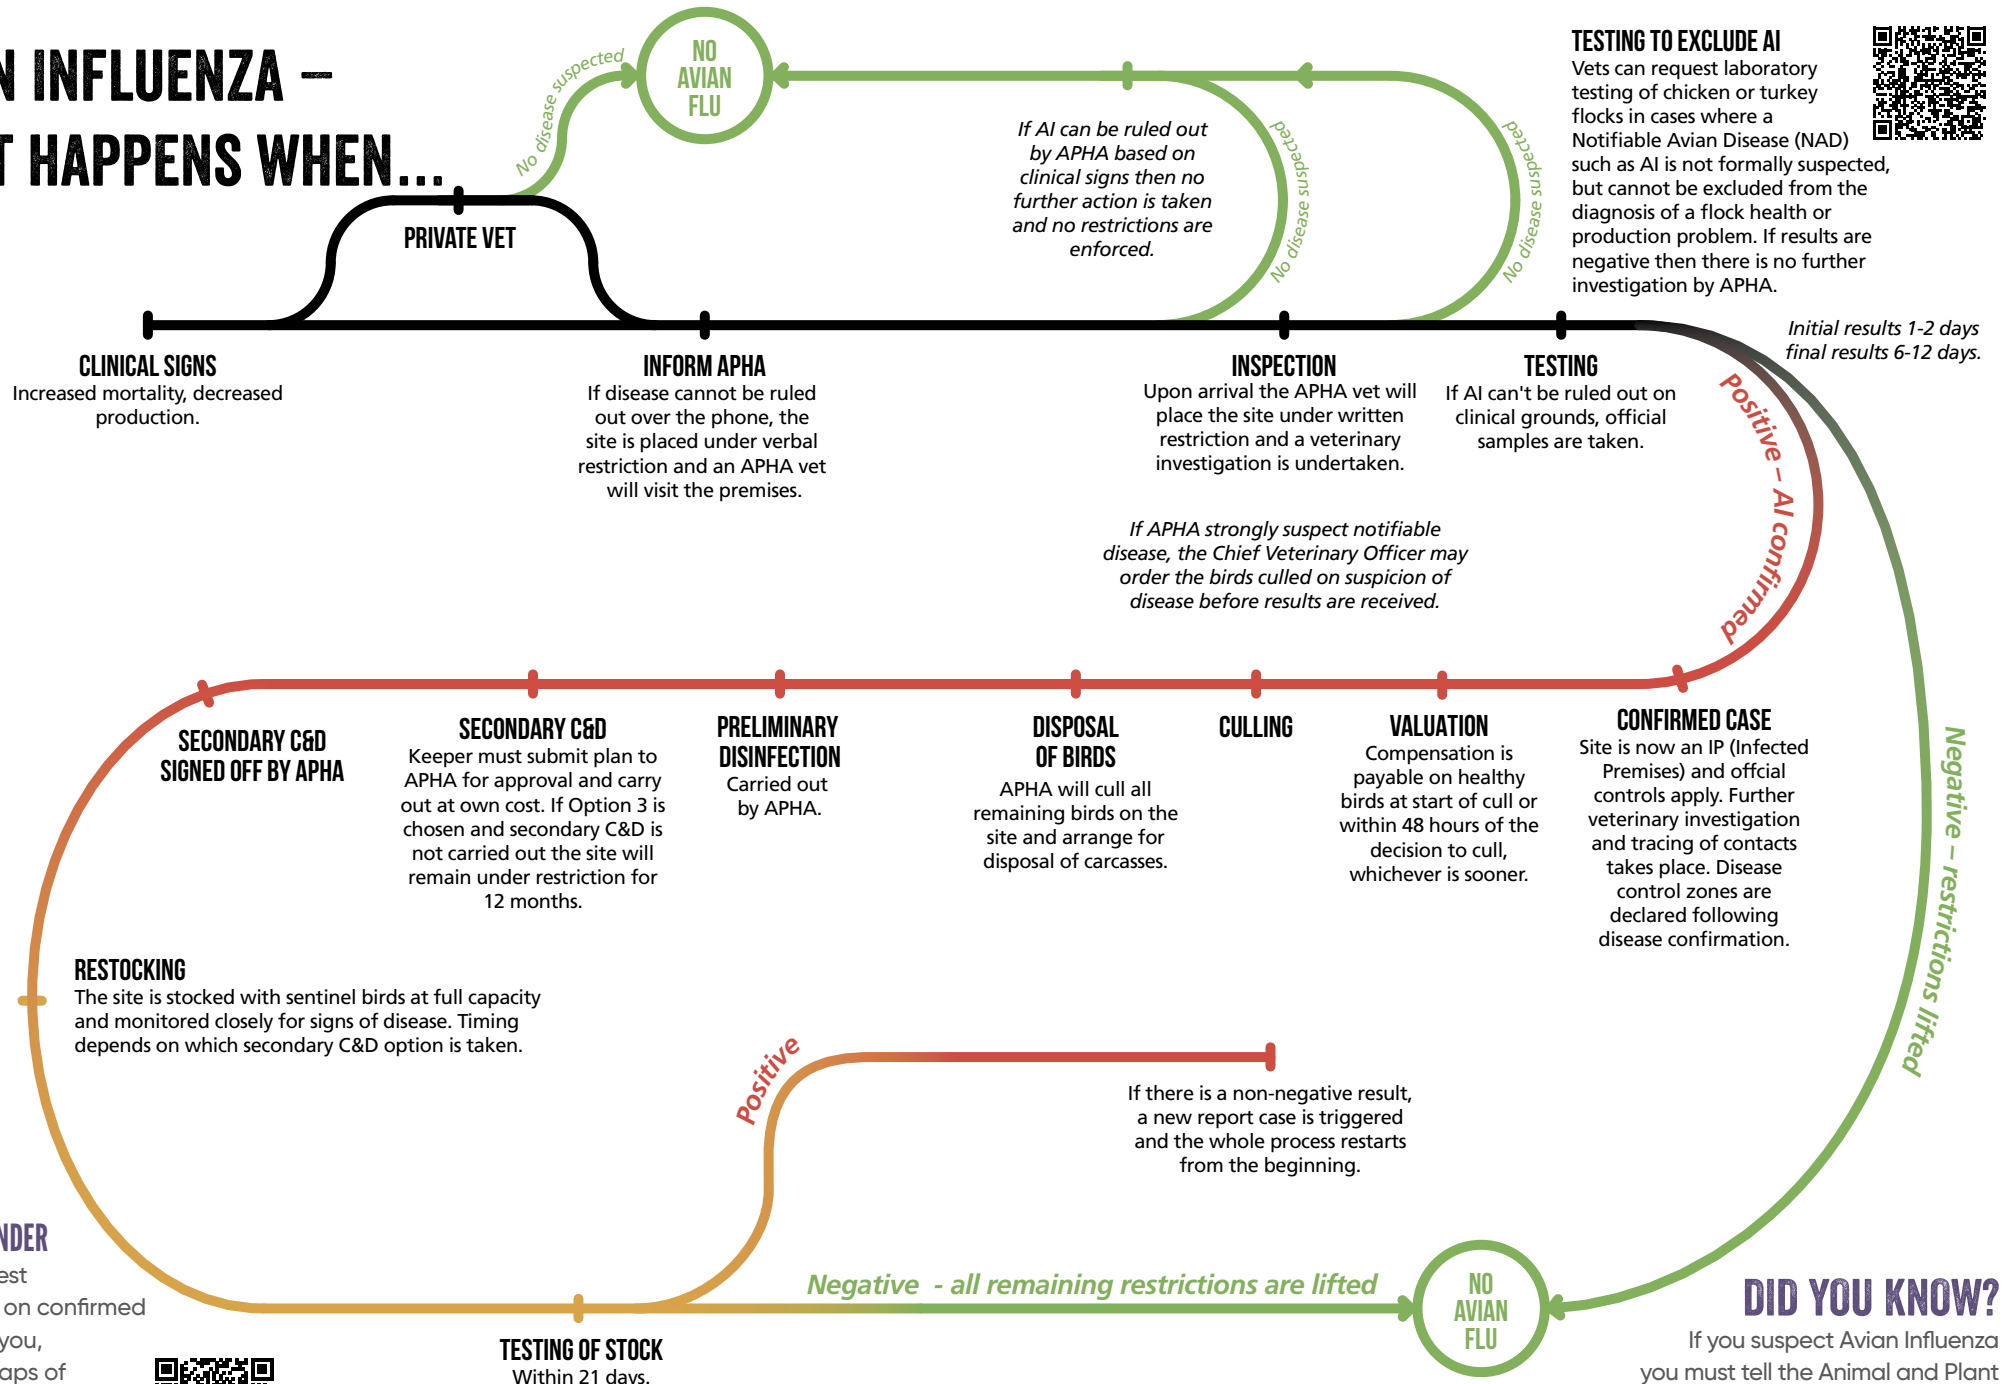 N INFLUENZA –
T HAPPENS WHEN...
No disease suspected
NO
AVIAN
FLU
PRIVATE VET
If AI can be ruled out
by APHA based on
clinical signs then no
further action is taken
and no restrictions are
enforced.
No disease suspected
No disease suspected
TESTING TO EXCLUDE AI
Vets can request laboratory
testing of chicken or turkey
flocks in cases where a
Notifiable Avian Disease (NAD)
such as AI is not formally suspected,
but cannot be excluded from the
diagnosis of a flock health or
production problem. If results are
negative then there is no further
investigation by APHA.
Initial results 1-2 days
final results 6-12 days.
CLINICAL SIGNS
Increased mortality, decreased
production.
INFORM APHA
If disease cannot be ruled
out over the phone, the
site is placed under verbal
restriction and an APHA vet
will visit the premises.
INSPECTION
Upon arrival the APHA vet will
place the site under written
restriction and a veterinary
investigation is undertaken.
TESTING
If AI can't be ruled out on
clinical grounds, official
samples are taken.
If APHA strongly suspect notifiable
disease, the Chief Veterinary Officer may
order the birds culled on suspicion of
disease before results are received.
Positive – AI confirmed
Negative – restrictions lifted
CONFIRMED CASE
Site is now an IP (Infected
Premises) and offcial
controls apply. Further
veterinary investigation
and tracing of contacts
takes place. Disease
control zones are
declared following
disease confirmation.
VALUATION
Compensation is
payable on healthy
birds at start of cull or
within 48 hours of the
decision to cull,
whichever is sooner.
CULLING
DISPOSAL
OF BIRDS
APHA will cull all
remaining birds on the
site and arrange for
disposal of carcasses.
PRELIMINARY
DISINFECTION
Carried out
by APHA.
SECONDARY C&D
Keeper must submit plan to
APHA for approval and carry
out at own cost. If Option 3 is
chosen and secondary C&D is
not carried out the site will
remain under restriction for
12 months.
SECONDARY C&D
SIGNED OFF BY APHA
RESTOCKING
The site is stocked with sentinel birds at full capacity
and monitored closely for signs of disease. Timing
depends on which secondary C&D option is taken.
Positive
If there is a non-negative result,
a new report case is triggered
and the whole process restarts
from the beginning.
Negative - all remaining restrictions are lifted
NO
AVIAN
FLU
TESTING OF STOCK
Within 21 days.
NDER
est
on confirmed
you,
aps of
DID YOU KNOW?
If you suspect Avian Influenza
you must tell the Animal and Plant